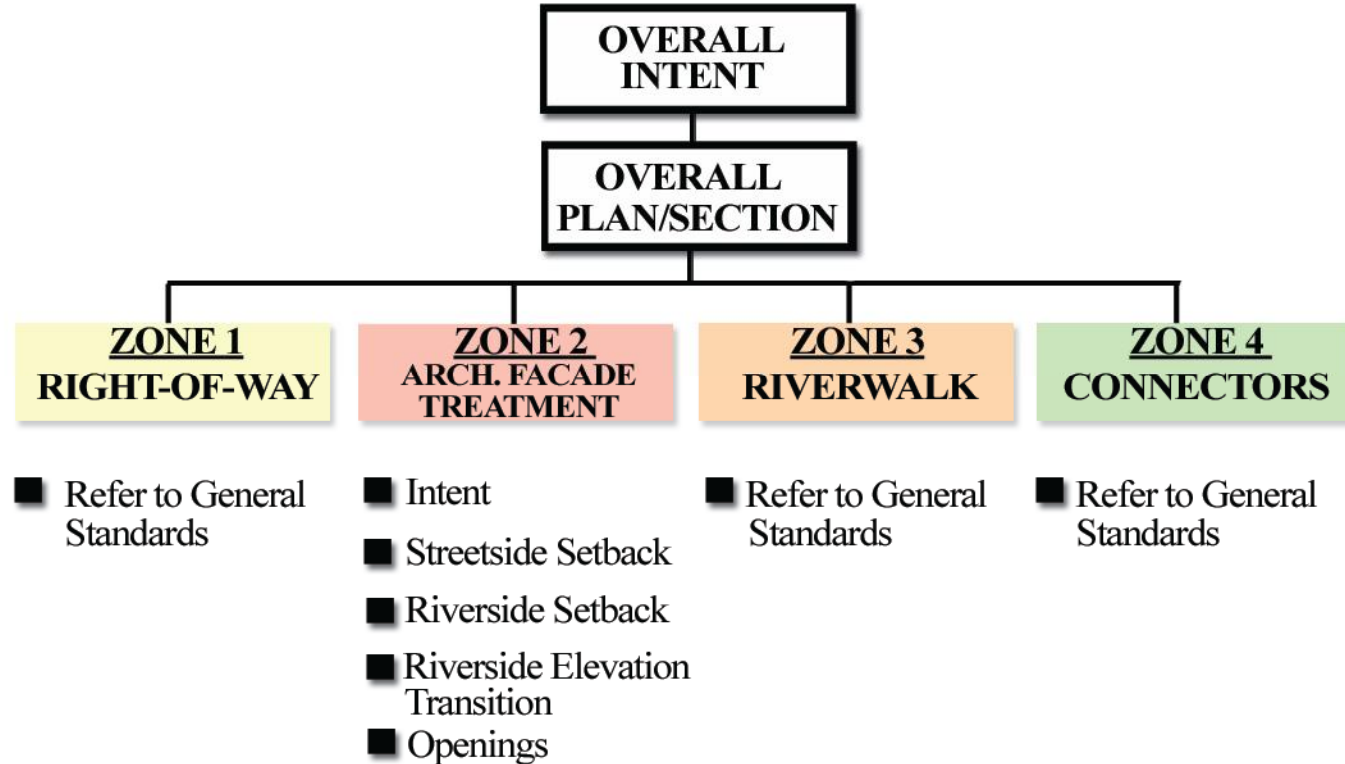 OVERALL
INTENT
OVERALL
PLAN/SECTION
ZONE 1
RIGHT-OF-WAY
ZONE 2
ARCH. FACADE
TREATMENT
ZONE 3
RIVERWALK
ZONE 4
CONNECTORS
Refer to General
Standards
Intent
Streetside Setback
Riverside Setback
Riverside Elevation
Transition
Openings
Refer to General
Standards
Refer to General
Standards